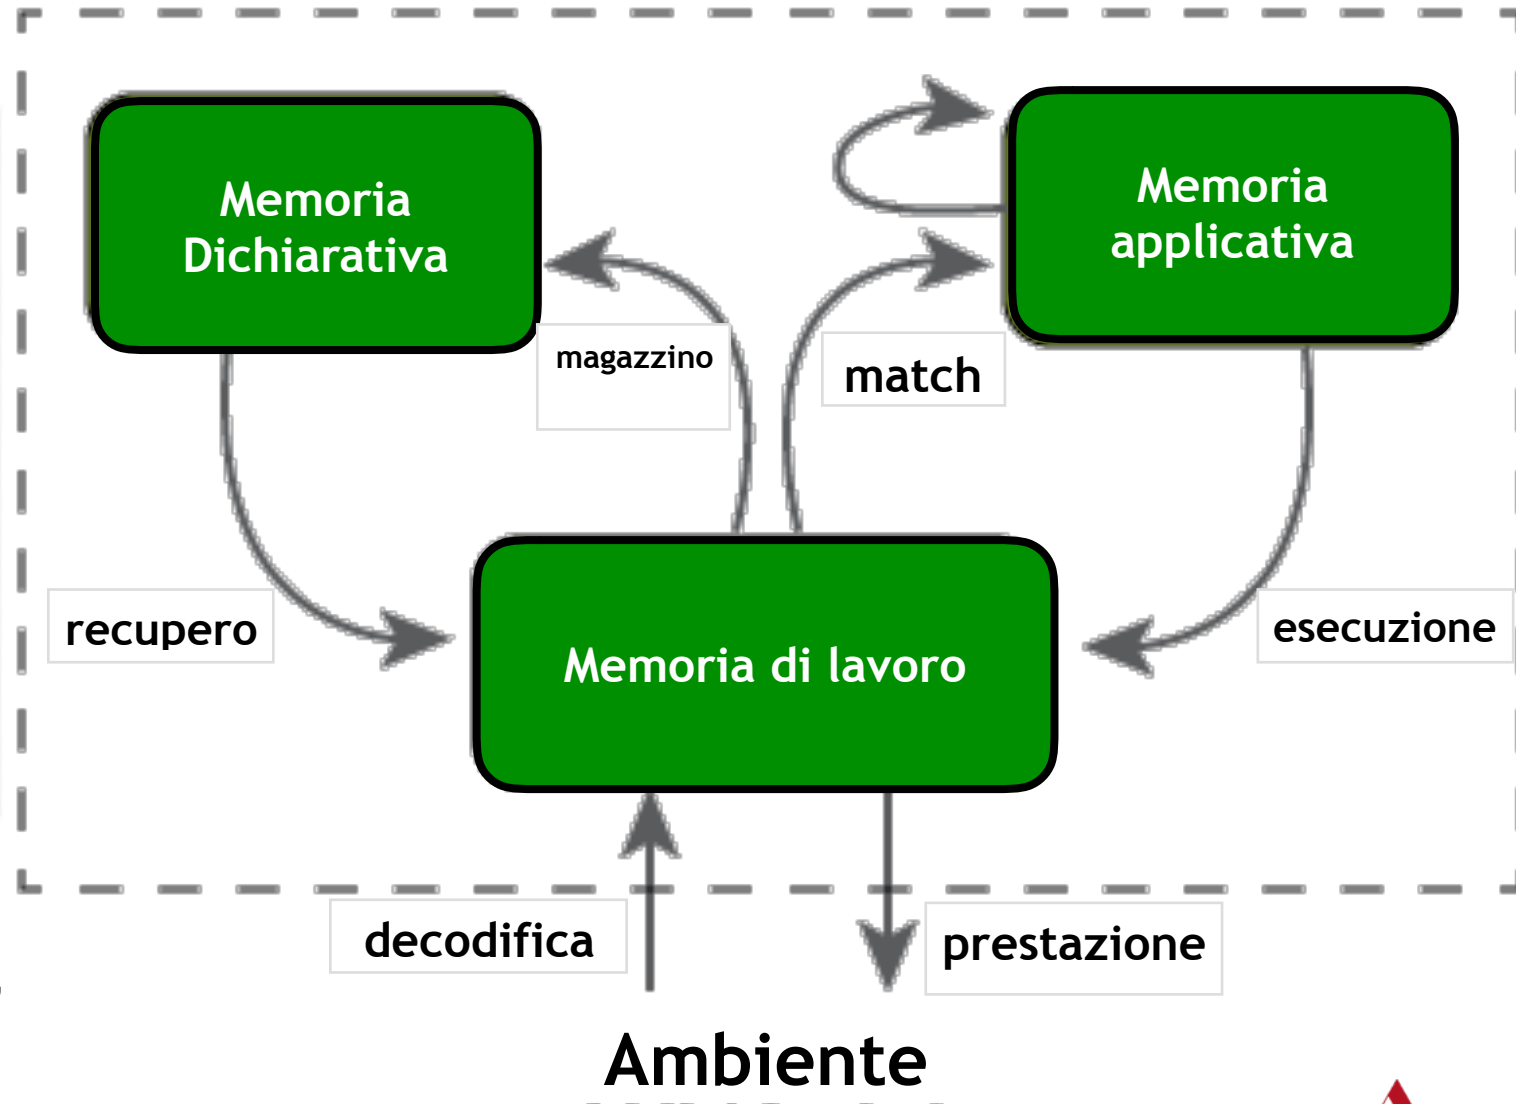 Memoria
Dichiarativa
Memoria
applicativa
magazzino
match
recupero
esecuzione
Memoria di lavoro
decodifica
prestazione
Ambiente